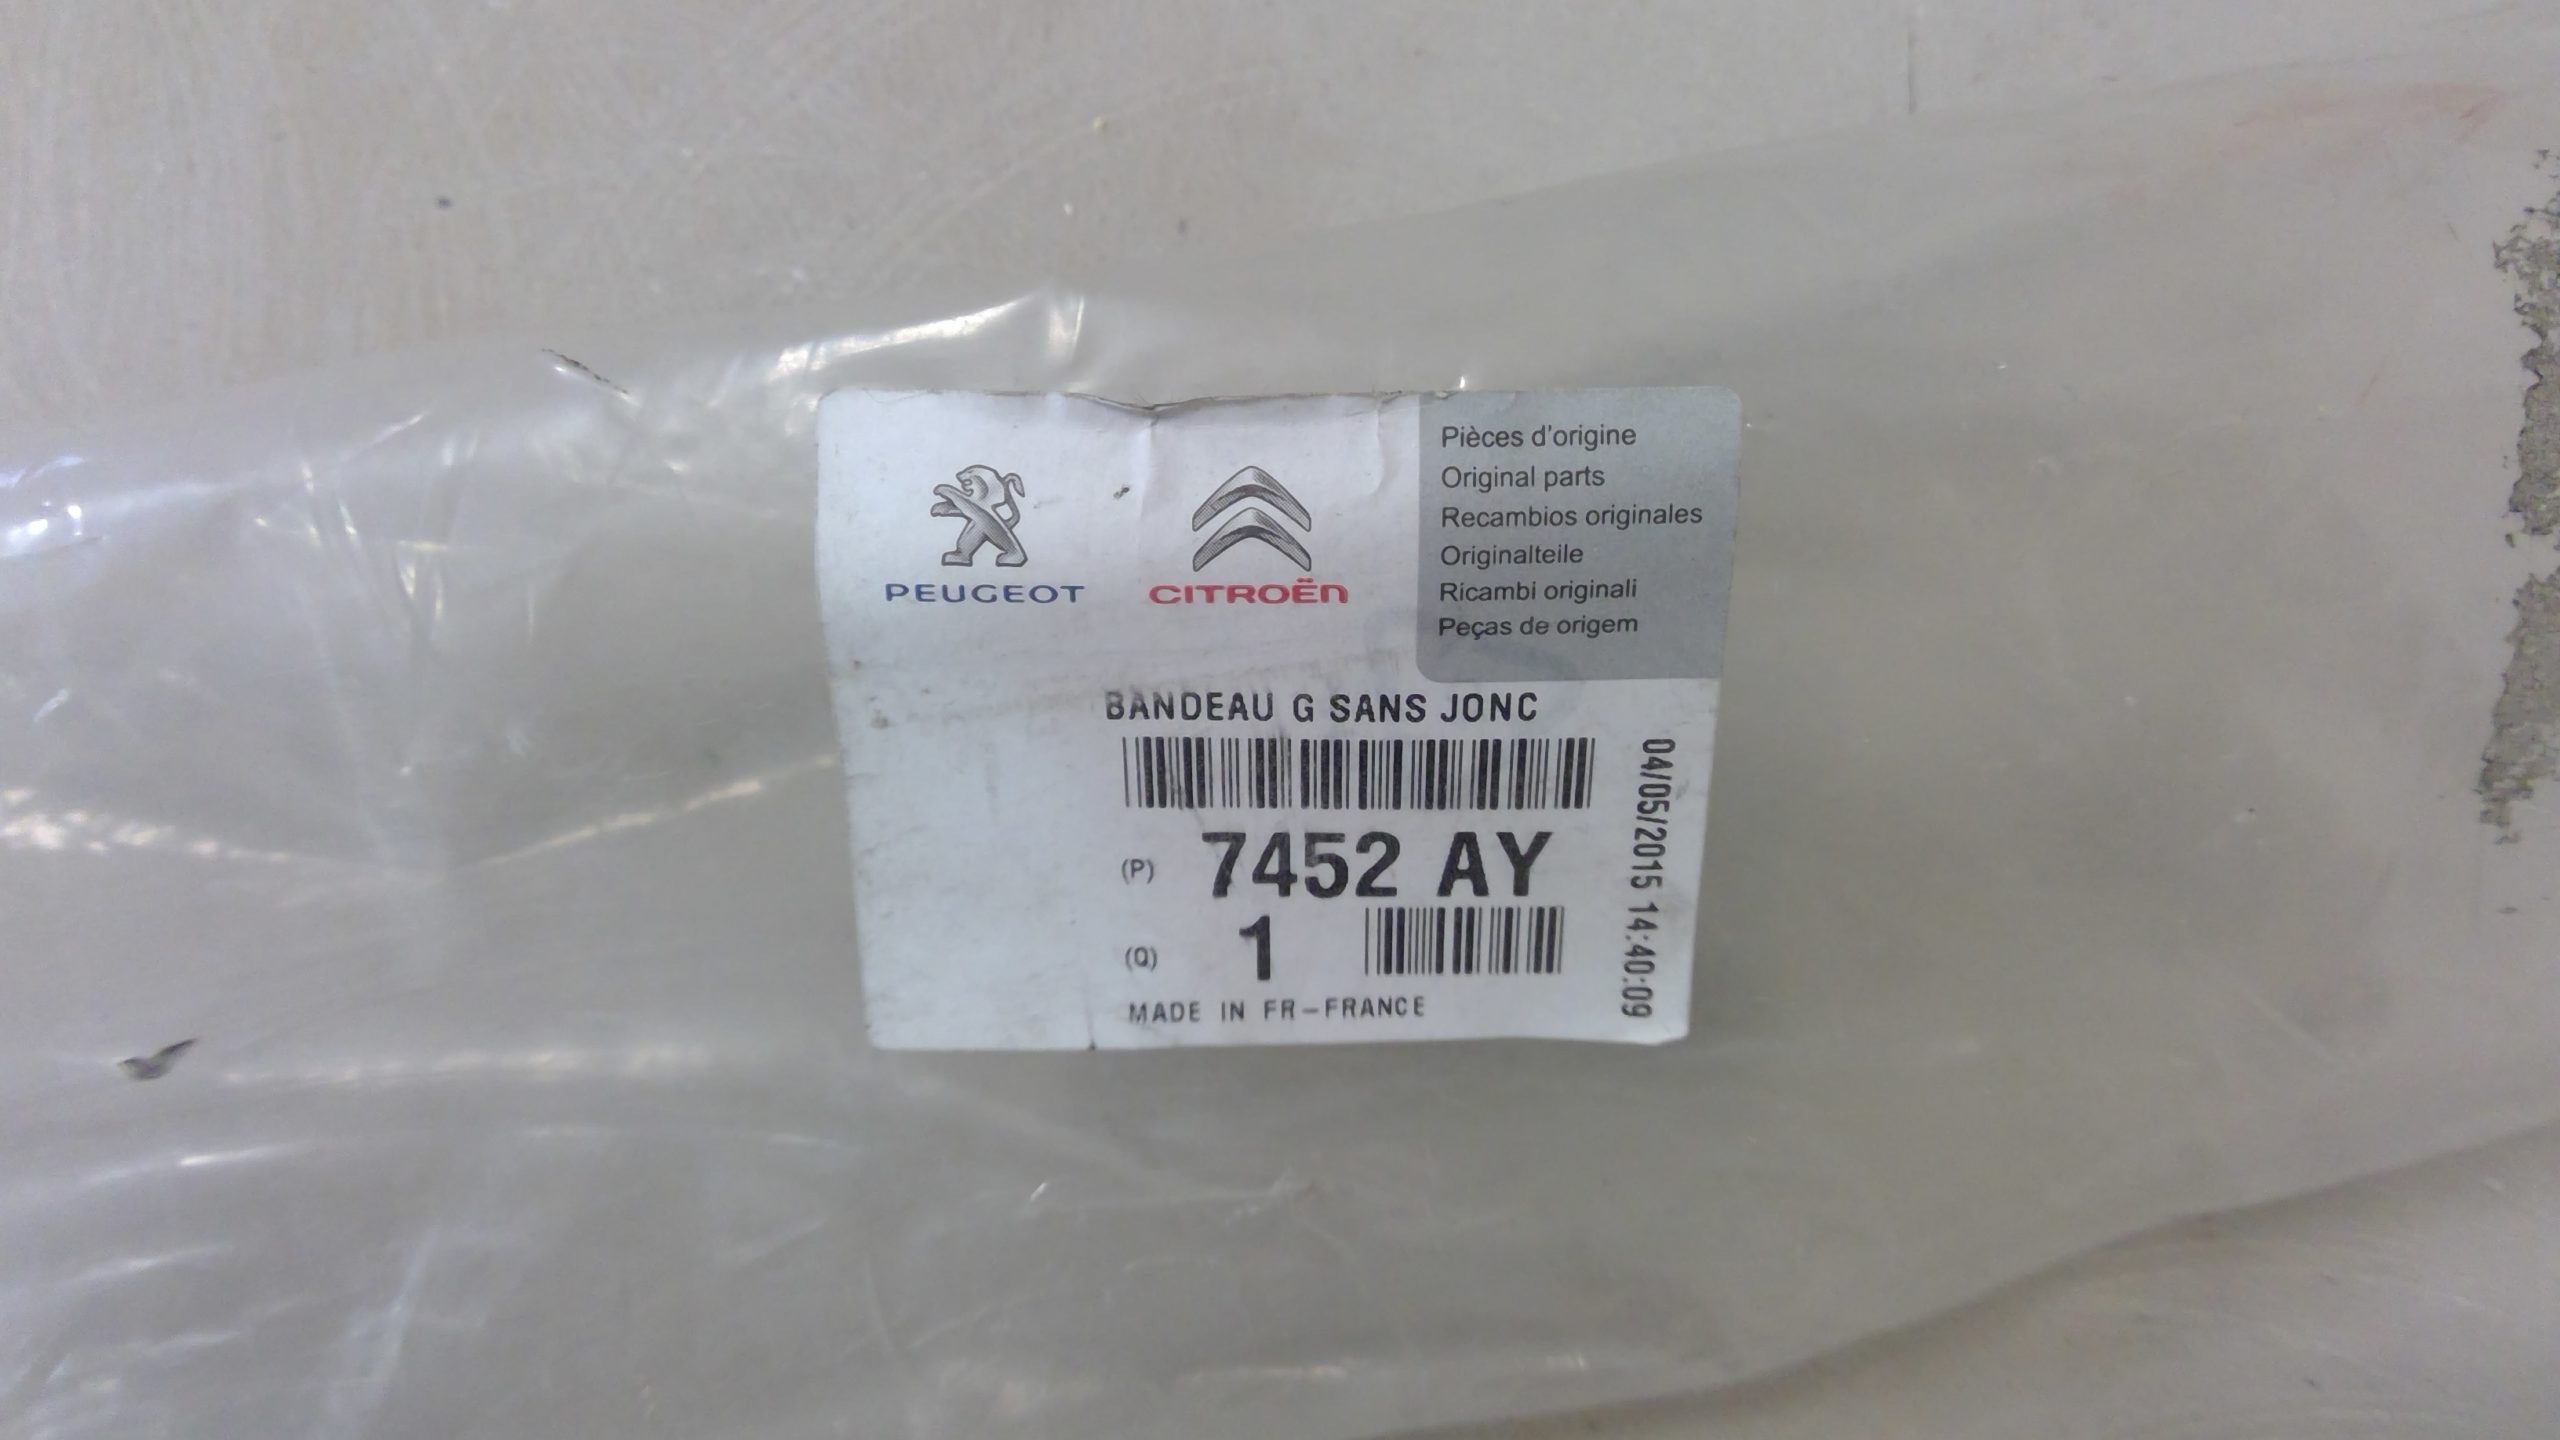 PEUGEOT
CITROËN
Pièces d'origine
Original parts
Recambios originales
Originalteile
Ricambi originali
Peças de origem
BANDEAU G SANS JONC
(P) 7452 AY
(Q) 1
MADE IN FR-FRANCE
04/05/2015 14:40:09